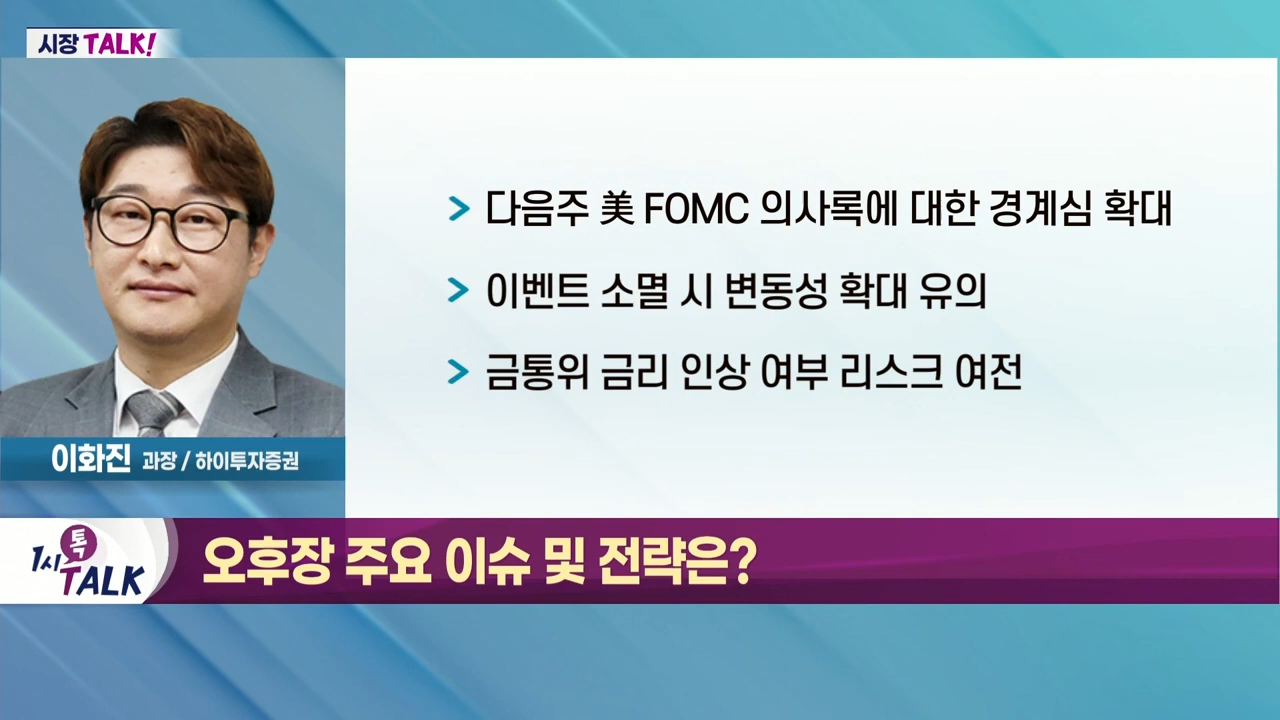 시장 TALK!
다음주 美 FOMC 의사록에 대한 경계심 확대
이벤트 소멸 시 변동성 확대 유의
금통위 금리 인상 여부 리스크 여전
이화진 과장 / 하이투자증권
1시 톡 TALK
오후장 주요 이슈 및 전략은?